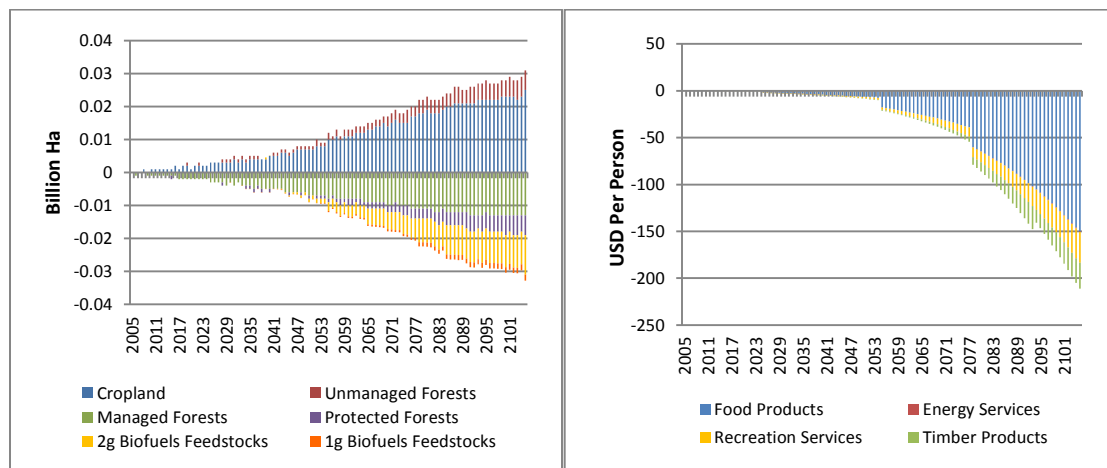 Billion Ha
0.04
0.03
0.02
0.01
0
-0.01
-0.02
-0.03
-0.04
2005 2011 2017 2023 2029 2035 2041 2047 2053 2059 2065 2071 2077 2083 2089 2095 2101
Cropland Unmanaged Forests
Managed Forests Protected Forests
2g Biofuels Feedstocks 1g Biofuels Feedstocks
USD Per Person
50
0
-50
-100
-150
-200
-250
2005 2011 2017 2023 2029 2035 2041 2047 2053 2059 2065 2071 2077 2083 2089 2095 2101
Food Products Energy Services
Recreation Services Timber Products